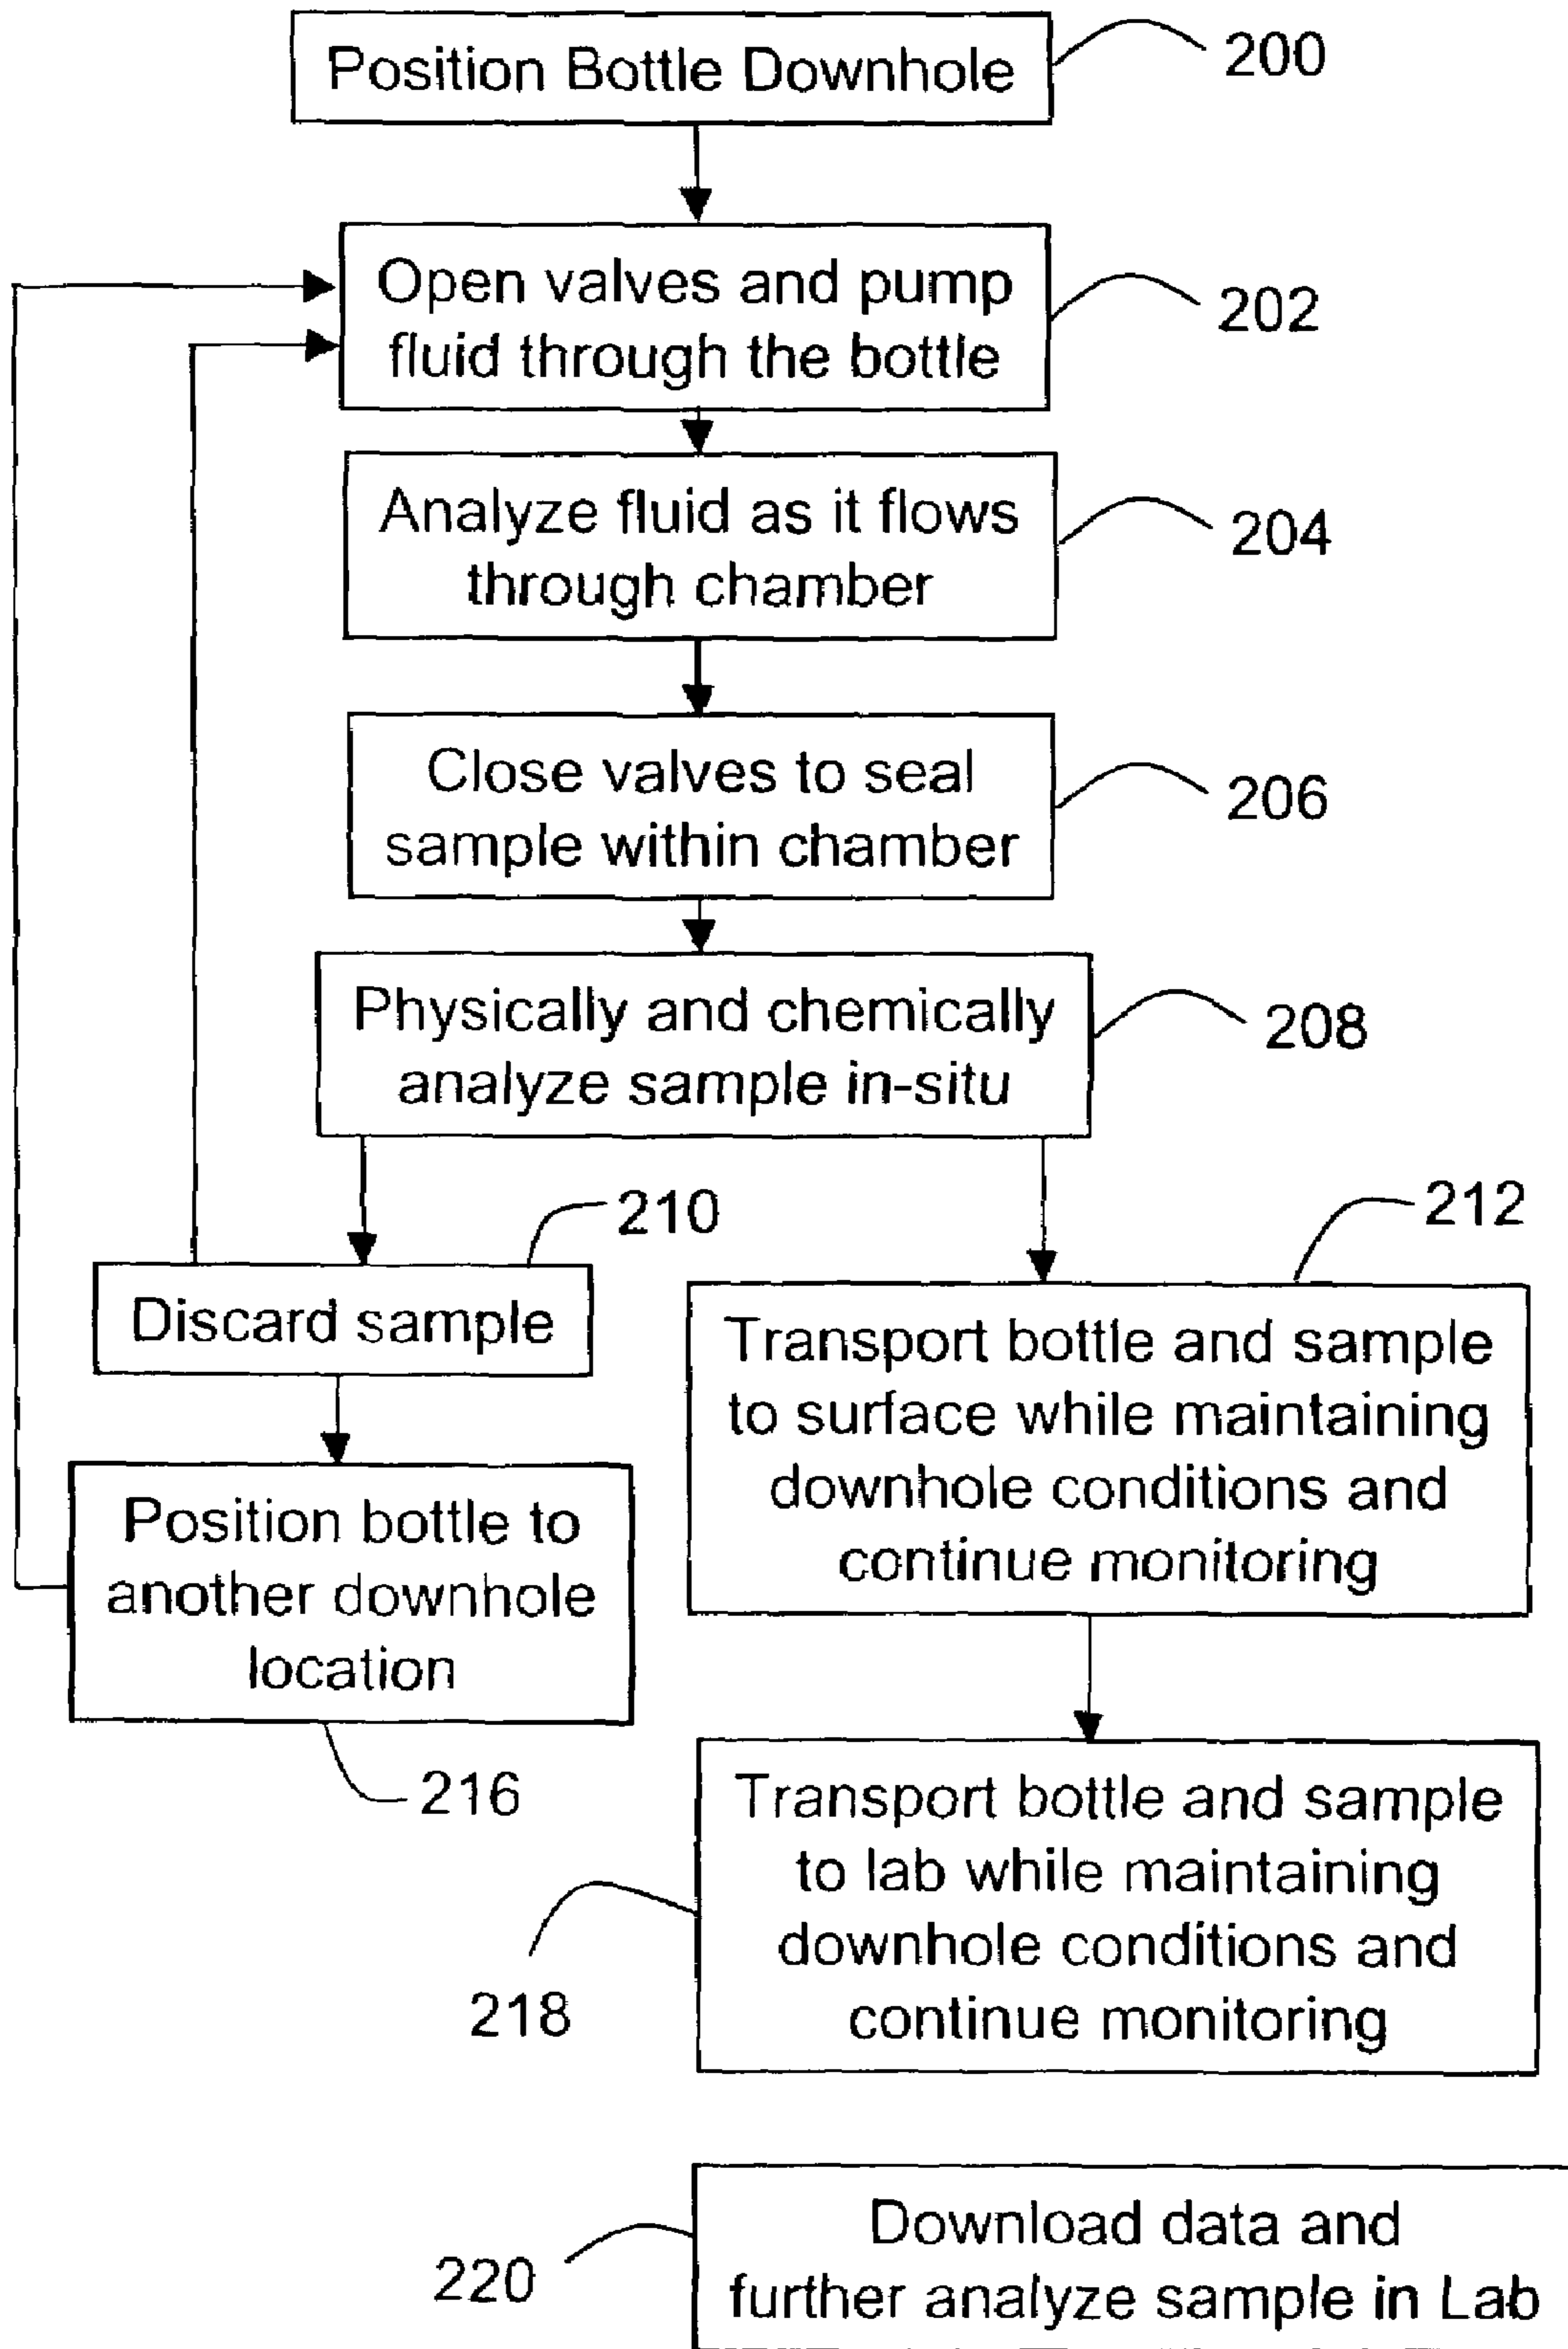 Position Bottle Downhole
200
Open valves and pump
fluid through the bottle
202
Analyze fluid as it flows
through chamber
204
Close valves to seal
sample within chamber
206
Physically and chemically
analyze sample in-situ
208
210
Discard sample
212
Transport bottle and sample
to surface while maintaining
downhole conditions and
continue monitoring
Position bottle to
another downhole
location
216
Transport bottle and sample
to lab while maintaining
downhole conditions and
continue monitoring
218
Download data and
further analyze sample in Lab
220